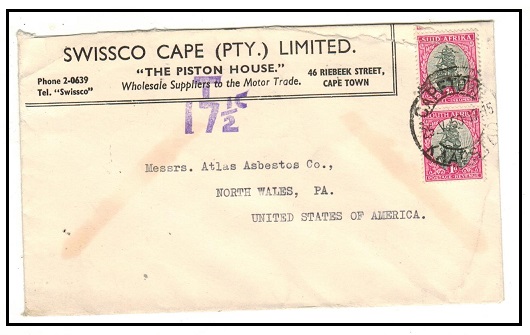 SWISSCO CAPE (PTY.) LIMITED.
"THE PISTON HOUSE."
Phone 2-0639
Tel. "Swissco"
Wholesale Suppliers to the Motor Trade.
46 RIEBEEK STREET,
CAPE TOWN
T
1½
Messrs. Atlas Asbestos Co.,
NORTH WALES, PA.
UNITED STATES OF AMERICA.
SUID AFRIKA
SOUTH AFRICA
POSTAGE REVENUE